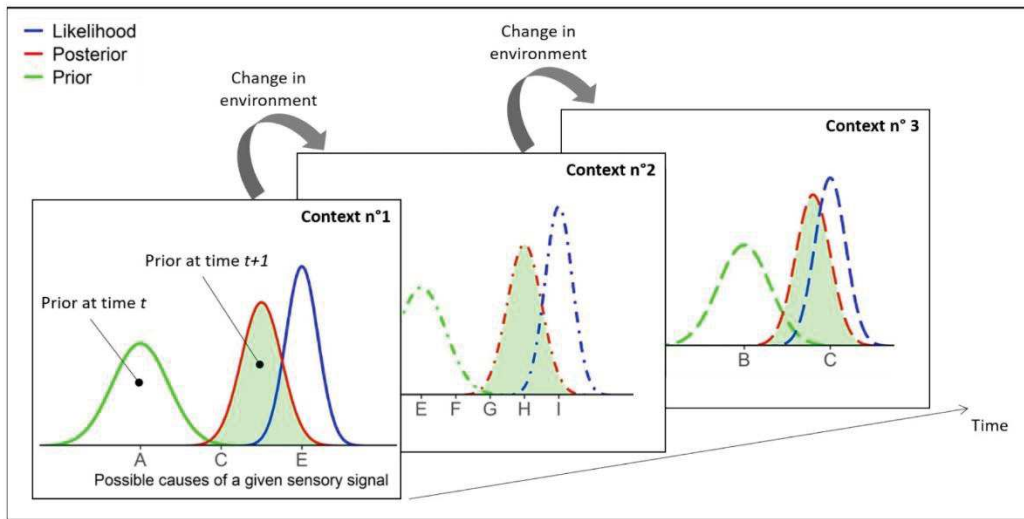 Likelihood
Posterior
Prior
Change in
environment
Change in
environment
Context n° 3
Context n°2
Context n°1
Prior at time t+1
Prior at time t
B C
E F G H I
A C E
Possible causes of a given sensory signal
Time